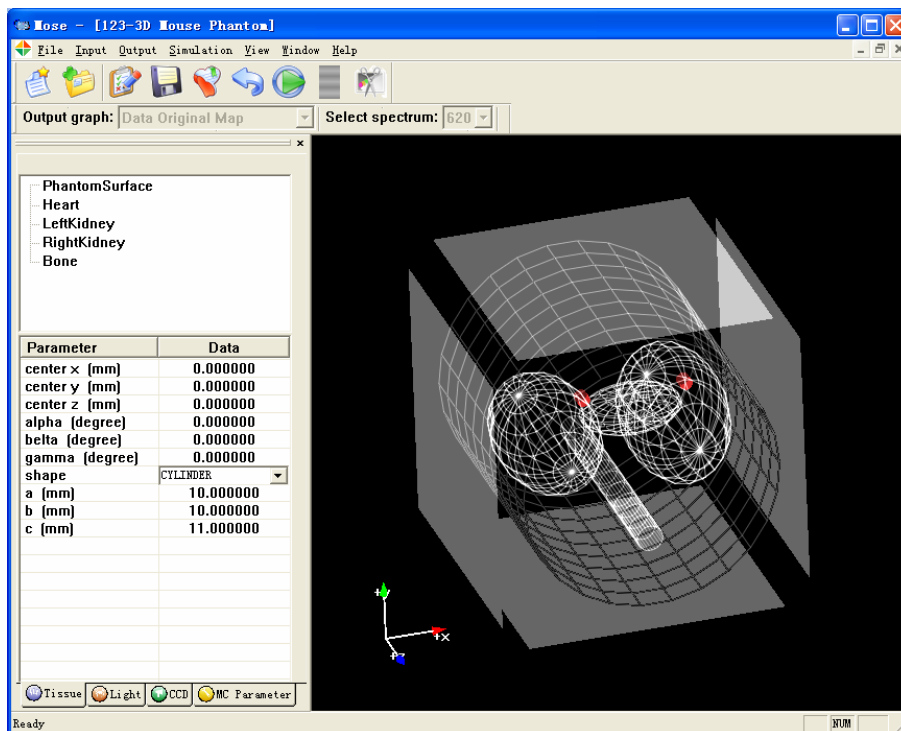 Mose - [123-3D Mouse Phantom]
File Input Output Simulation View Window Help
Output graph: Data Original Map Select spectrum: 620
PhantomSurface
Heart
LeftKidney
RightKidney
Bone
Parameter Data
center x (mm) 0.000000
center y (mm) 0.000000
center z (mm) 0.000000
alpha (degree) 0.000000
belta (degree) 0.000000
gamma (degree) 0.000000
shape CYLINDER
a (mm) 10.000000
b (mm) 10.000000
c (mm) 11.000000
+x
Tissue Light CCD MC Parameter
Ready NUM